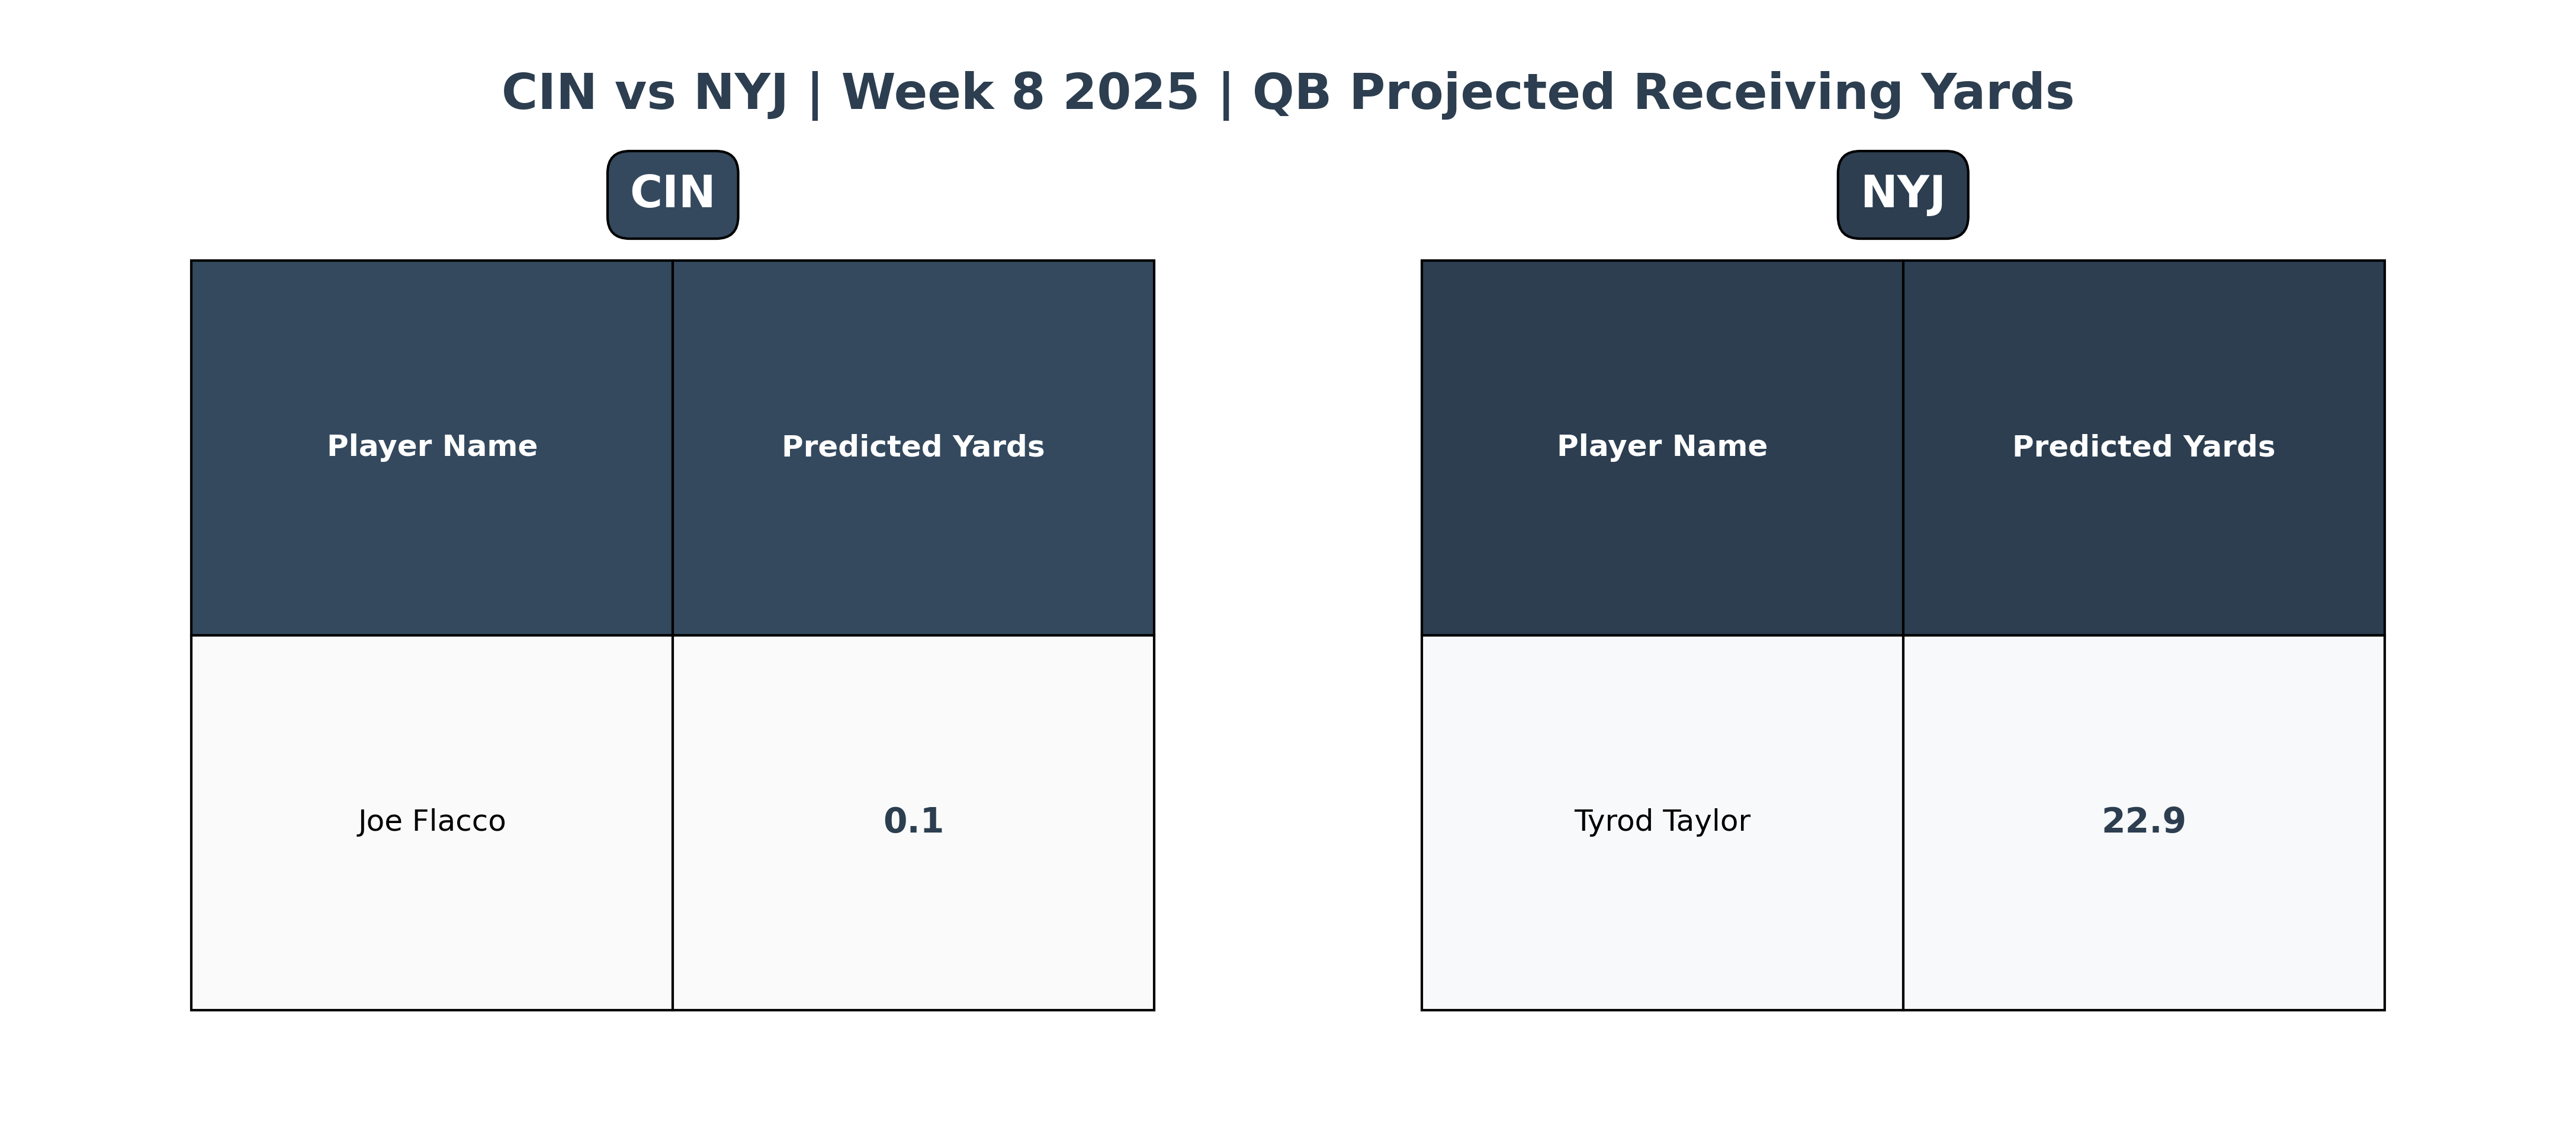 CIN vs NYJ | Week 8 2025 | QB Projected Receiving Yards
CIN
Player Name Predicted Yards
Joe Flacco 0.1
NYJ
Player Name Predicted Yards
Tyrod Taylor 22.9